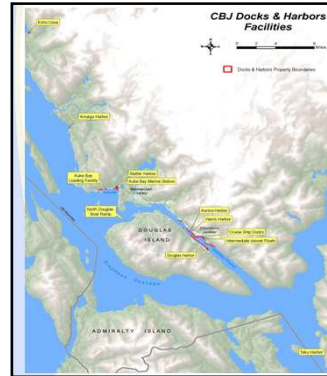 CBJ Docks & Harbors
Facilities
Docks & Harbors Property Boundaries
Echo Cove
Amalga Harbor
Statter Harbor
Auke Bay
Loading Facility
Auke Bay Marine Station
North Douglas
Boat Ramp
Aurora Harbor
Harris Harbor
DOUGLAS
ISLAND
Cruise Ship Docks
Intermediate Vessel Floats
Douglas Harbor
ADMIRALTY ISLAND
Taku Harbor